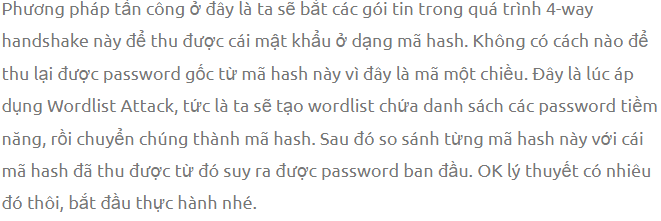 Phương pháp tấn công ở đây là ta sẽ bắt các gói tin trong quá trình 4-way
handshake này để thu được cái mật khẩu ở dạng mã hash. Không có cách nào để
thu lại được password gốc từ mã hash này vì đây là mã một chiều. Đây là lúc áp
dụng Wordlist Attack, tức là ta sẽ tạo wordlist chứa danh sách các password tiềm
năng, rồi chuyển chúng thành mã hash. Sau đó so sánh từng mã hash này với cái
mã hash đã thu được từ đó suy ra được password ban đầu. OK lý thuyết có nhiêu
đó thôi, bắt đầu thực hành nhé.